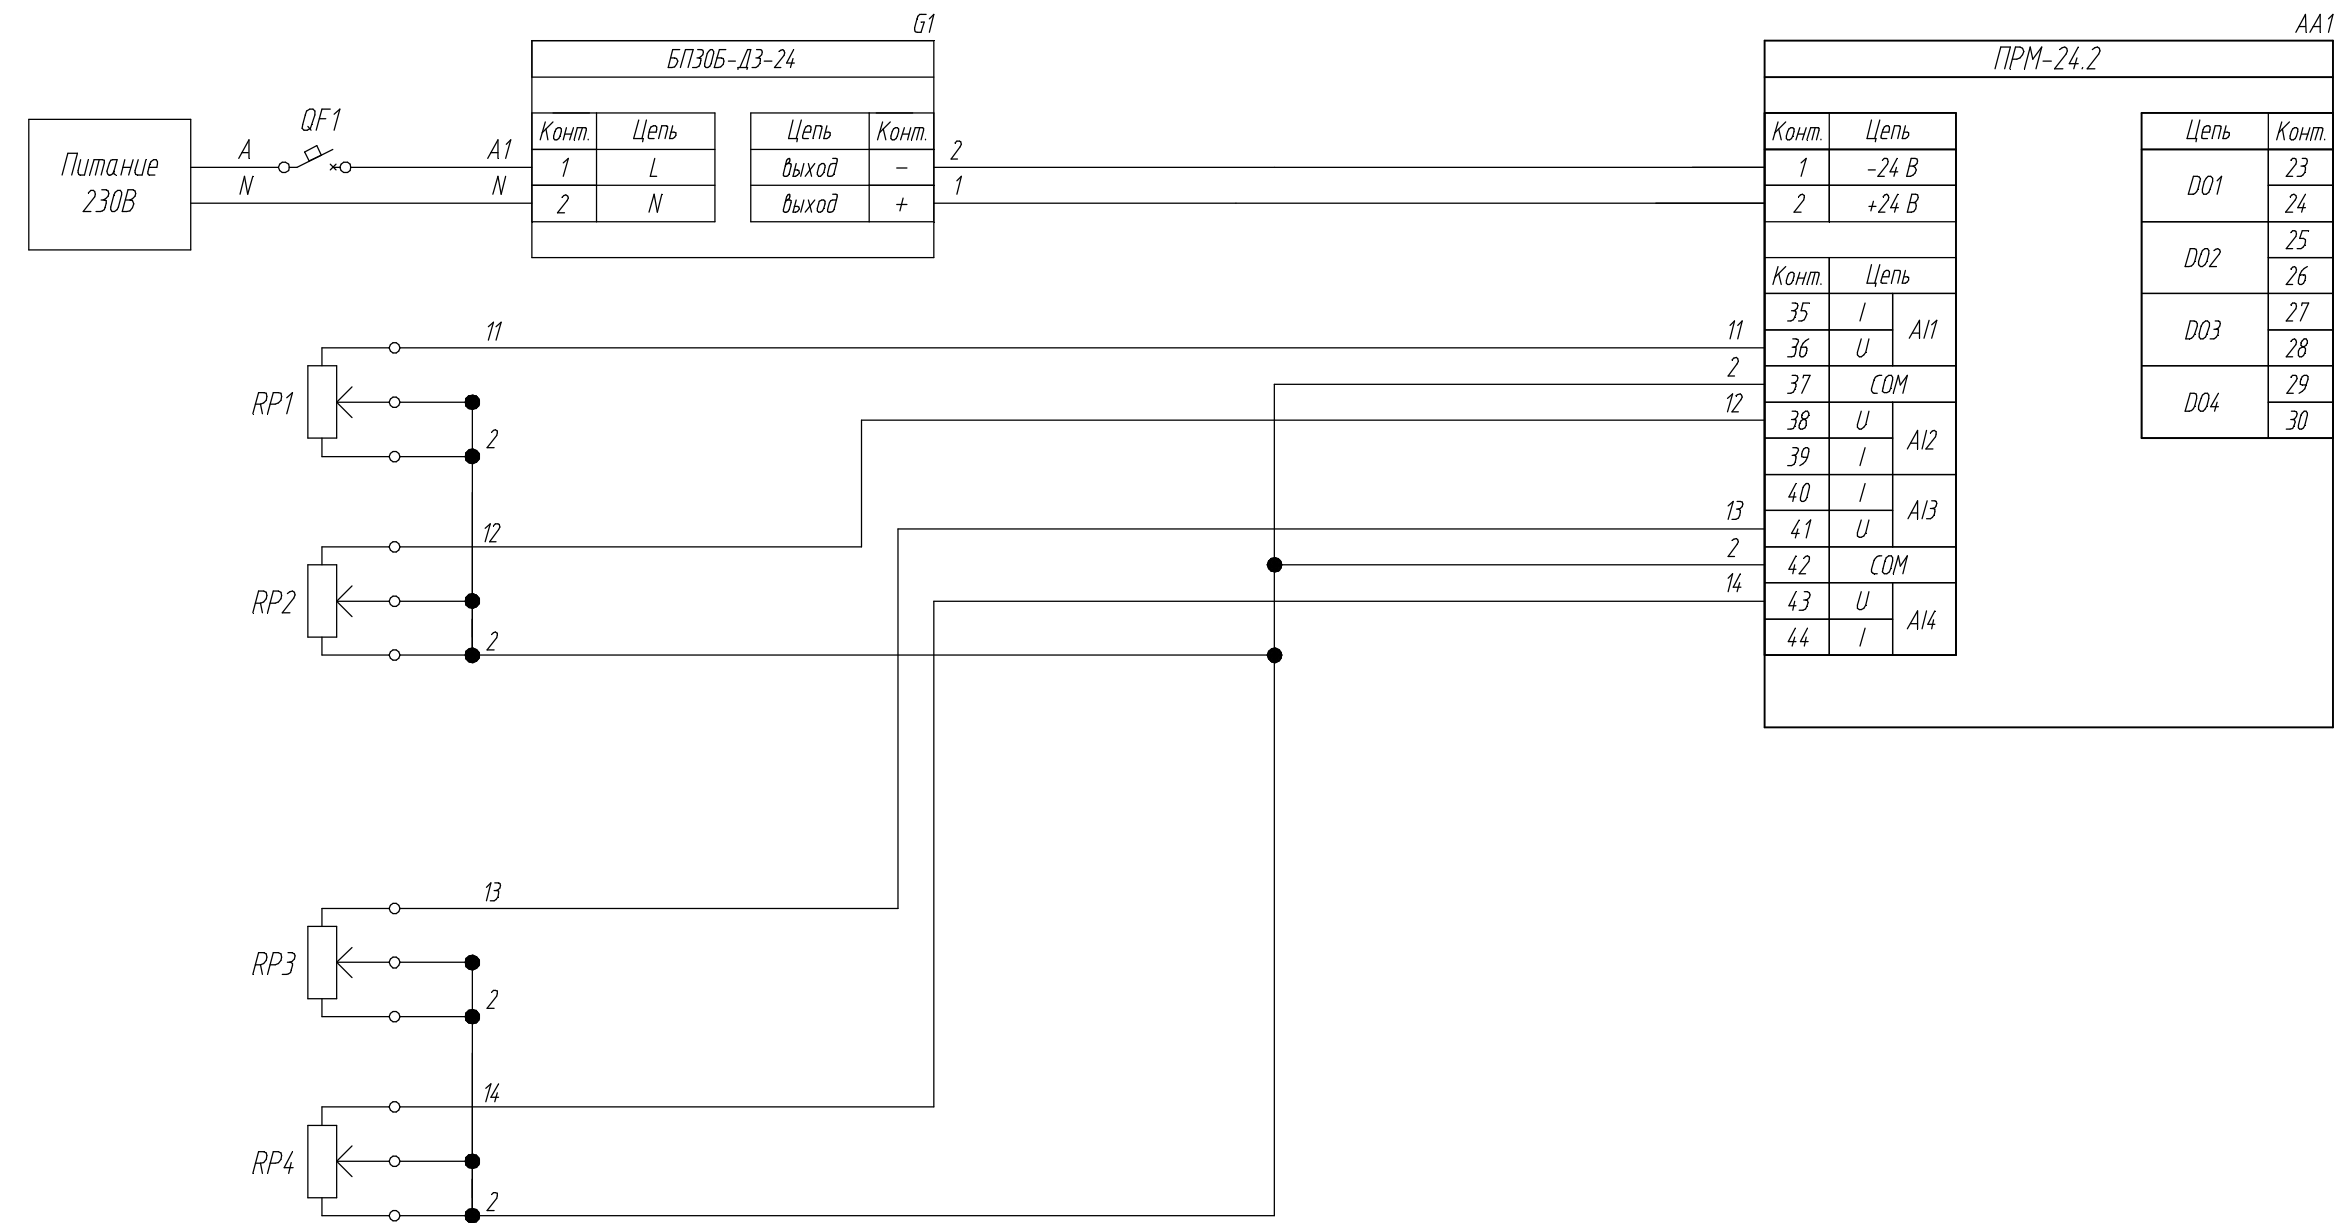 G1
AA1
БП30Б-Д3-24
ПРМ-24.2
Питание
230В
QF1
A
N
A1
N
Конт. Цепь
1 L
2 N
Цепь Конт.
выход –
выход +
2
1
Конт. Цепь
1 -24 В
2 +24 В
Конт. Цепь
35 I
AI1
36 U
37 COM
38 U
AI2
39 I
40 I
AI3
41 U
42 COM
43 U
AI4
44 I
Цепь Конт.
DO1
23
24
DO2
25
26
DO3
27
28
DO4
29
30
11
2
12
13
2
14
RP1
11
2
RP2
12
2
RP3
13
2
RP4
14
2